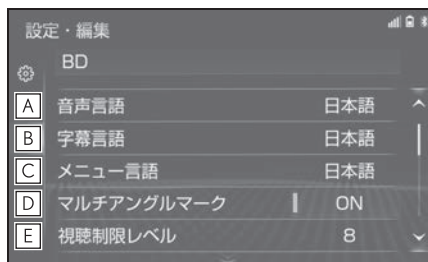 設定・編集
BD
A 音声言語 日本語
B 字幕言語 日本語
C メニュー言語 日本語
D マルチアングルマーク ON
E 視聴制限レベル 8